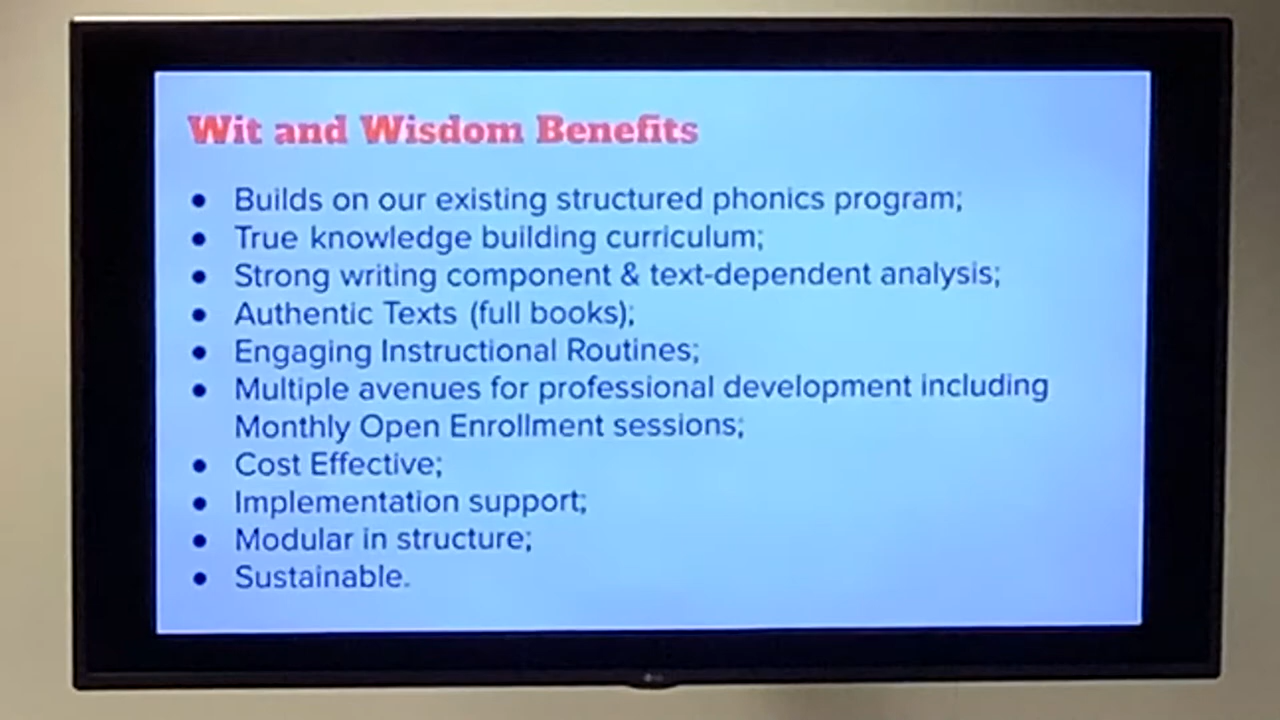 Wit and Wisdom Benefits
● Builds on our existing structured phonics program;
● True knowledge building curriculum;
● Strong writing component & text-dependent analysis;
● Authentic Texts (full books);
● Engaging Instructional Routines;
● Multiple avenues for professional development including
Monthly Open Enrollment sessions;
● Cost Effective;
● Implementation support;
● Modular in structure;
● Sustainable.
LG